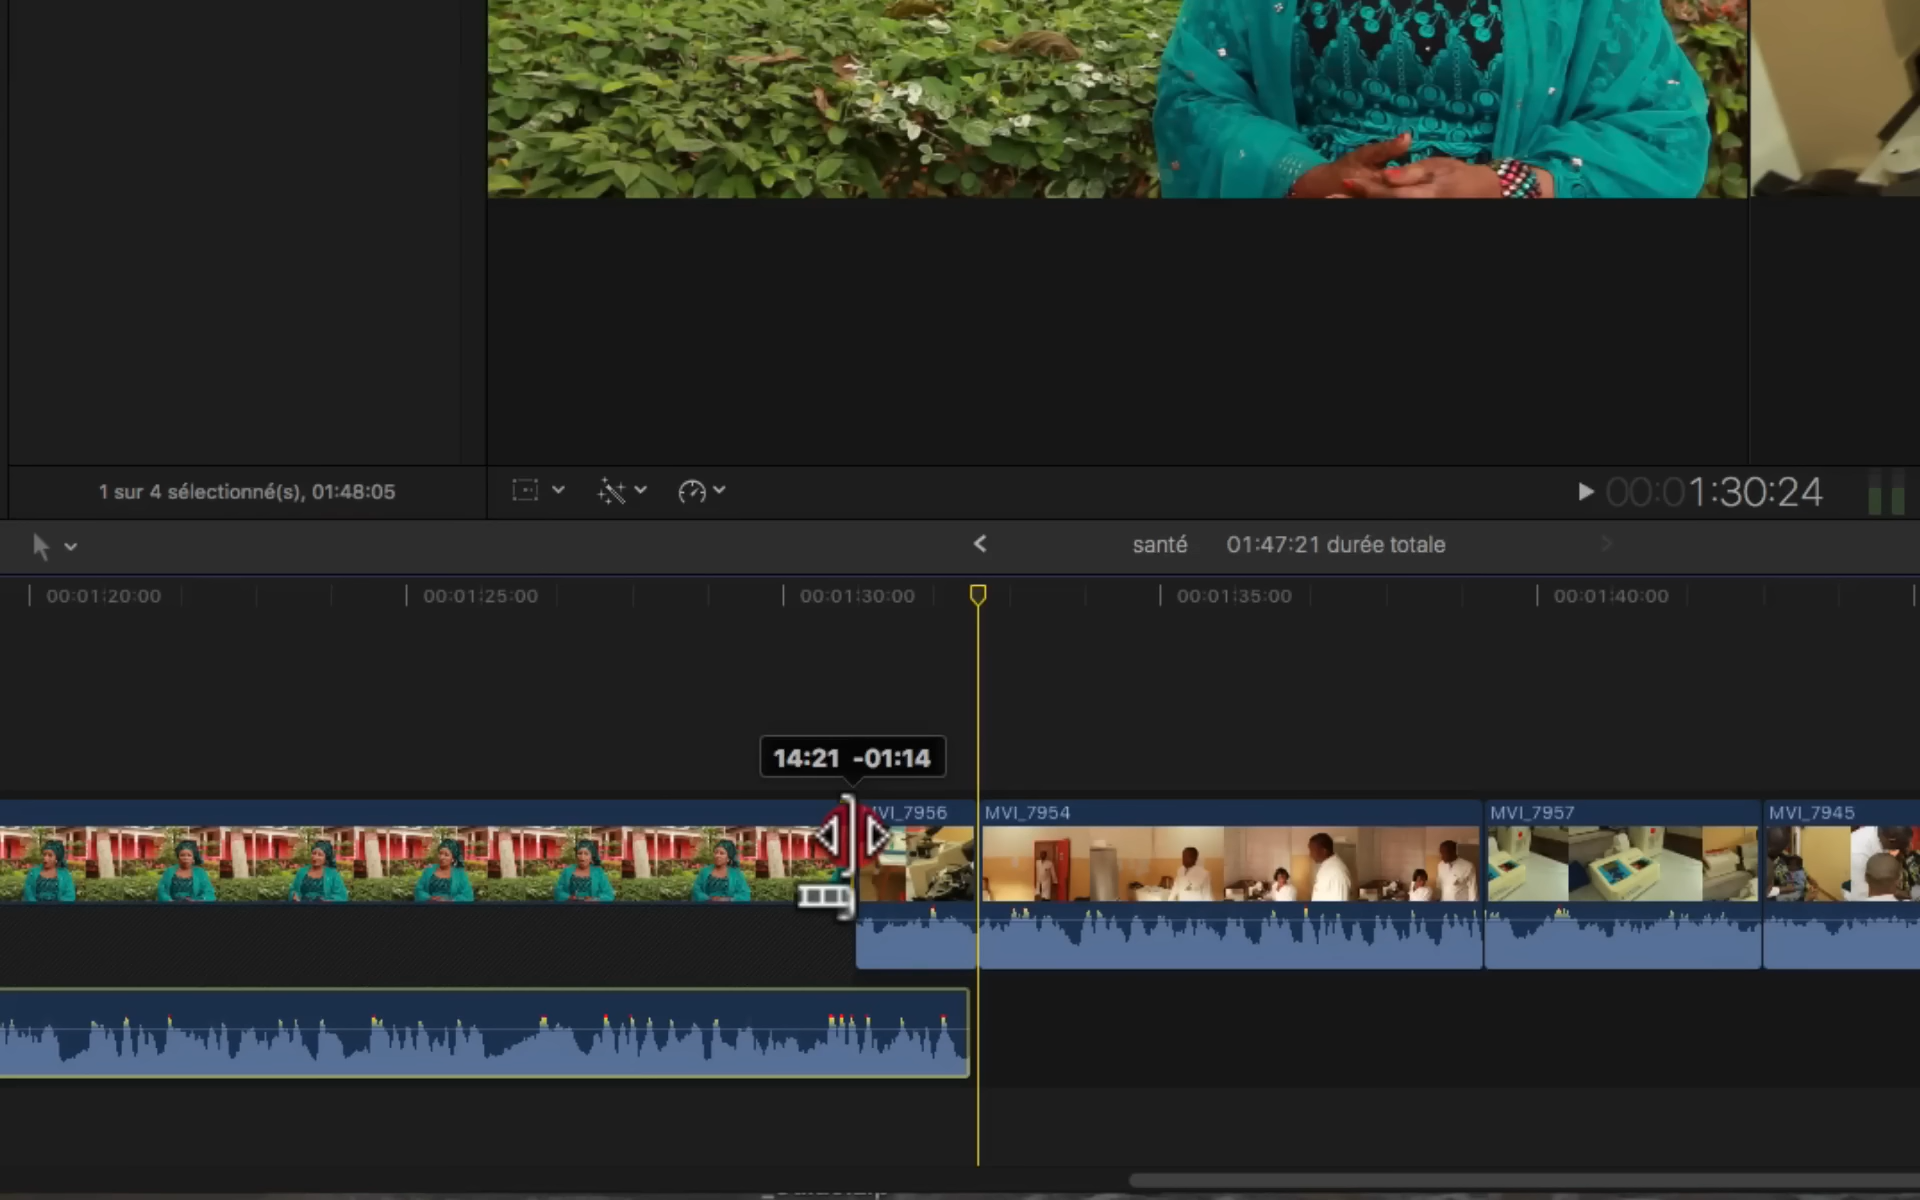 1 sur 4 sélectionné(s), 01:48:05
00:01:30:24
santé 01:47:21 durée totale
00:01:20:00 00:01:25:00 00:01:30:00 00:01:35:00 00:01:40:00
14:21 -01:14
MVI_7956 MVI_7954 MVI_7957 MVI_7945